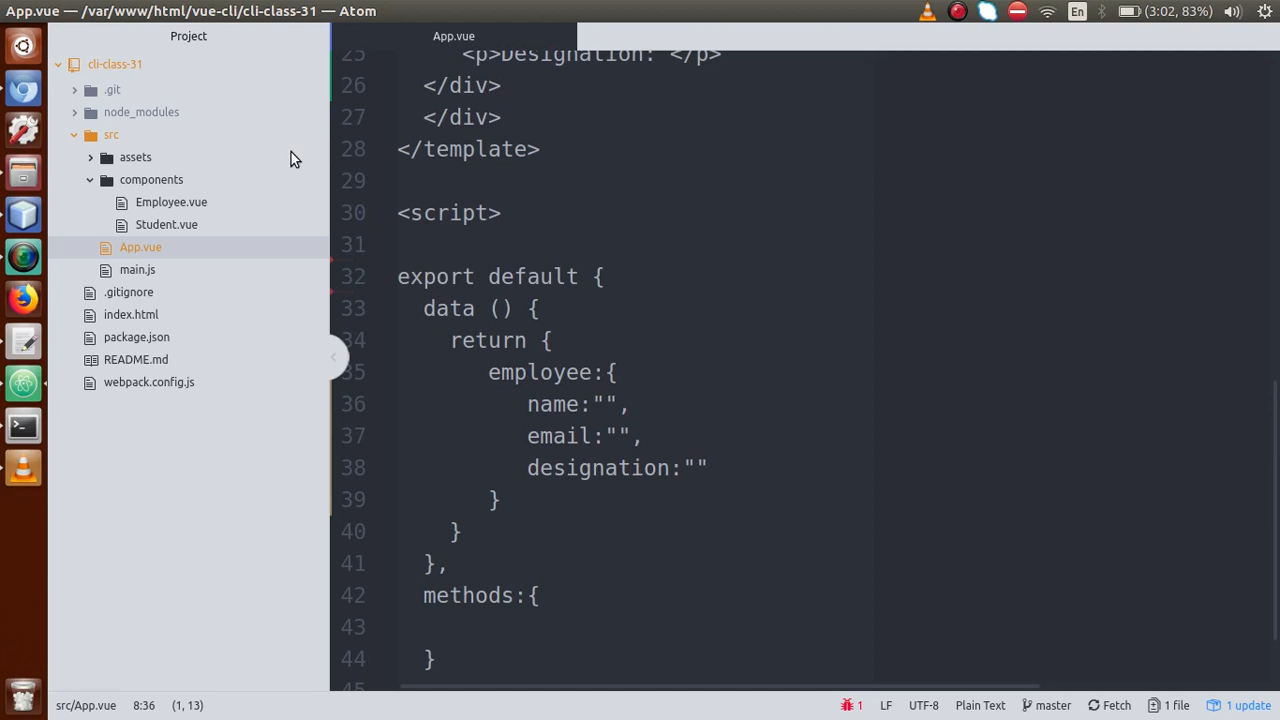 App.vue — /var/www/html/vue-cli/cli-class-31 — Atom
En
(3:02, 83%)
Project
App.vue
cli-class-31
.git
node_modules
src
assets
components
Employee.vue
Student.vue
App.vue
main.js
.gitignore
index.html
package.json
README.md
webpack.config.js
25 <p>Designation: </p>
26 </div>
27 </div>
28 </template>
29
30 <script>
31
32 export default {
33 data () {
34 return {
35 employee:{
36 name:"",
37 email:"",
38 designation:""
39 }
40 }
41 },
42 methods:{
43
44 }
45
src/App.vue 8:36 (1, 13)
1 LF UTF-8 Plain Text master Fetch 1 file 1 update